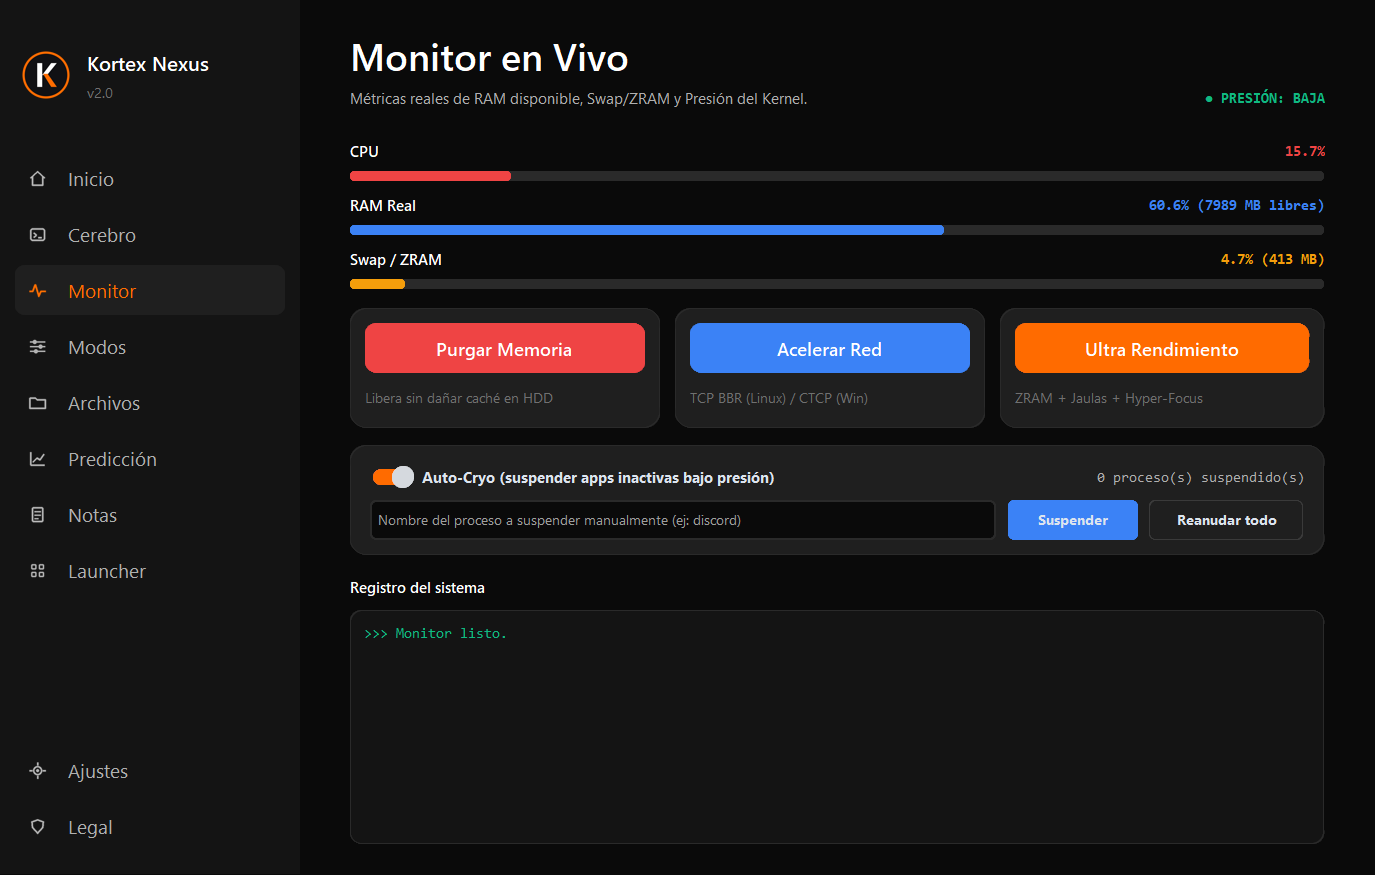 K
Kortex Nexus
v2.0
Inicio
Cerebro
Monitor
Modos
Archivos
Predicción
Notas
Launcher
Ajustes
Legal
Monitor en Vivo
Métricas reales de RAM disponible, Swap/ZRAM y Presión del Kernel.
● PRESIÓN: BAJA
CPU
15.7%
RAM Real
60.6% (7989 MB libres)
Swap / ZRAM
4.7% (413 MB)
Purgar Memoria
Libera sin dañar caché en HDD
Acelerar Red
TCP BBR (Linux) / CTCP (Win)
Ultra Rendimiento
ZRAM + Jaulas + Hyper-Focus
Auto-Cryo (suspender apps inactivas bajo presión)
0 proceso(s) suspendido(s)
Nombre del proceso a suspender manualmente (ej: discord)
Suspender
Reanudar todo
Registro del sistema
>>> Monitor listo.